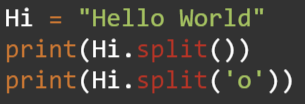 Hi = "Hello World"
print(Hi.split())
print(Hi.split('o'))